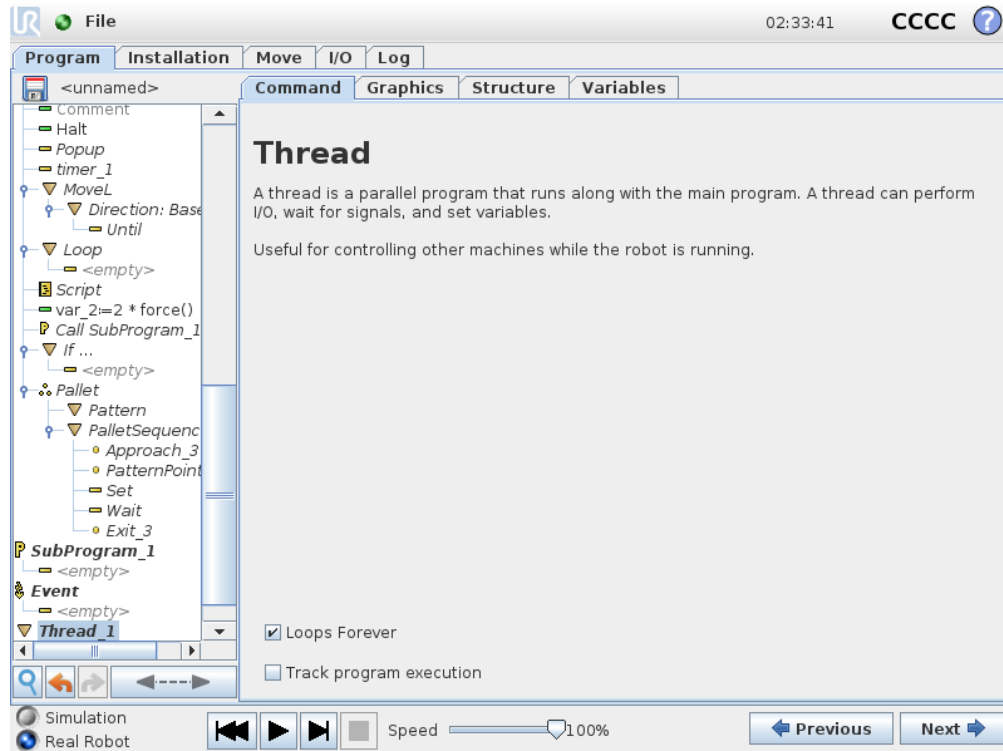 UR File 02:33:41 CCCC ?
Program Installation Move I/O Log
<unnamed>
Command Graphics Structure Variables
Comment
Halt
Popup
timer_1
MoveL
Direction: Base
Until
Loop
<empty>
Script
var_2:=2 * force()
Call SubProgram_1
If ...
<empty>
Pallet
Pattern
PalletSequenc
Approach_3
PatternPoint
Set
Wait
Exit_3
P SubProgram_1
<empty>
Event
<empty>
Thread_1
Thread
A thread is a parallel program that runs along with the main program. A thread can perform
I/O, wait for signals, and set variables.
Useful for controlling other machines while the robot is running.
Loops Forever
Track program execution
Simulation
Real Robot
Speed 100%
Previous Next